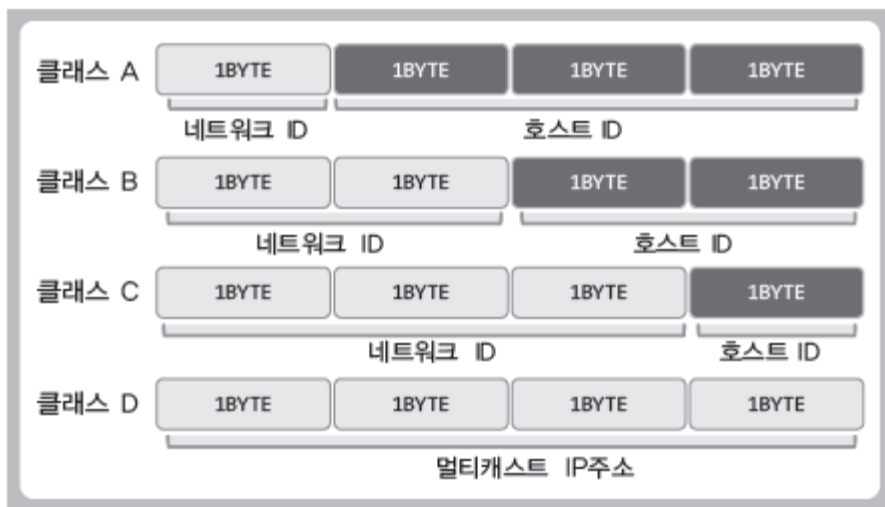 클래스 A 1BYTE 1BYTE 1BYTE 1BYTE
네트워크 ID 호스트 ID
클래스 B 1BYTE 1BYTE 1BYTE 1BYTE
네트워크 ID 호스트 ID
클래스 C 1BYTE 1BYTE 1BYTE 1BYTE
네트워크 ID 호스트 ID
클래스 D 1BYTE 1BYTE 1BYTE 1BYTE
멀티캐스트 IP주소